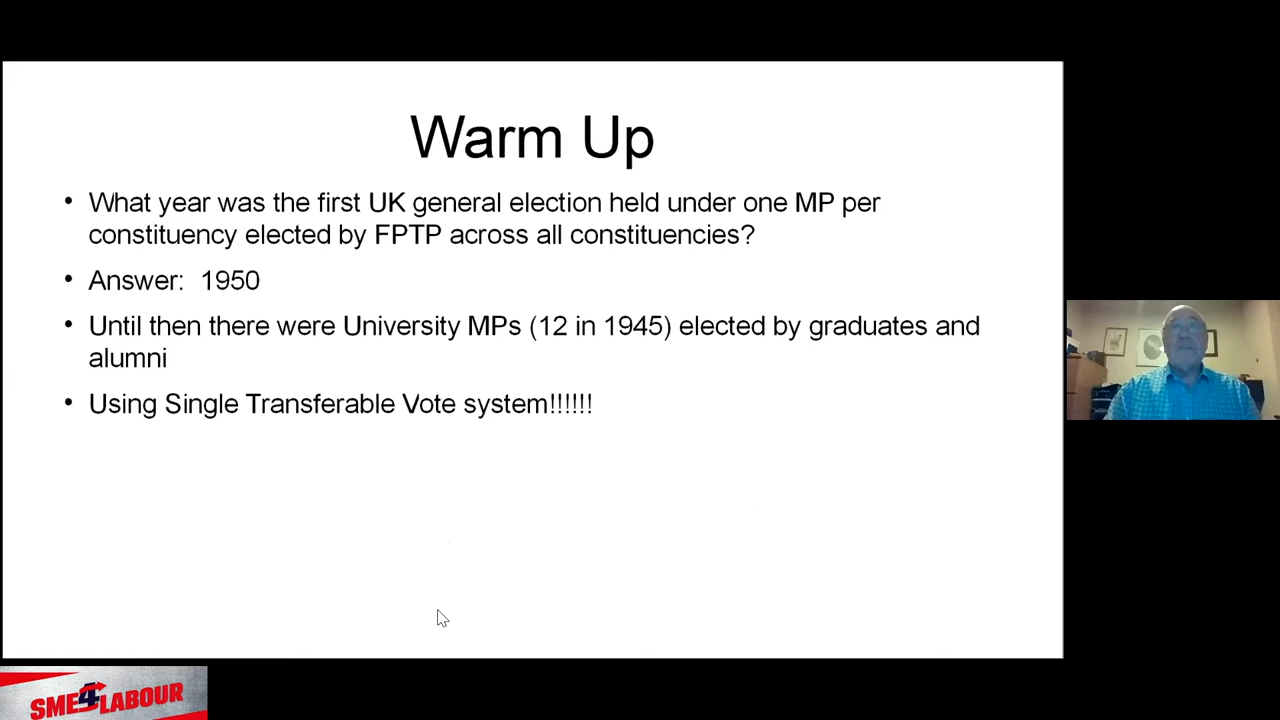 Warm Up
• What year was the first UK general election held under one MP per
constituency elected by FPTP across all constituencies?
• Answer:  1950
• Until then there were University MPs (12 in 1945) elected by graduates and
alumni
• Using Single Transferable Vote system!!!!!!
SME4LABOUR